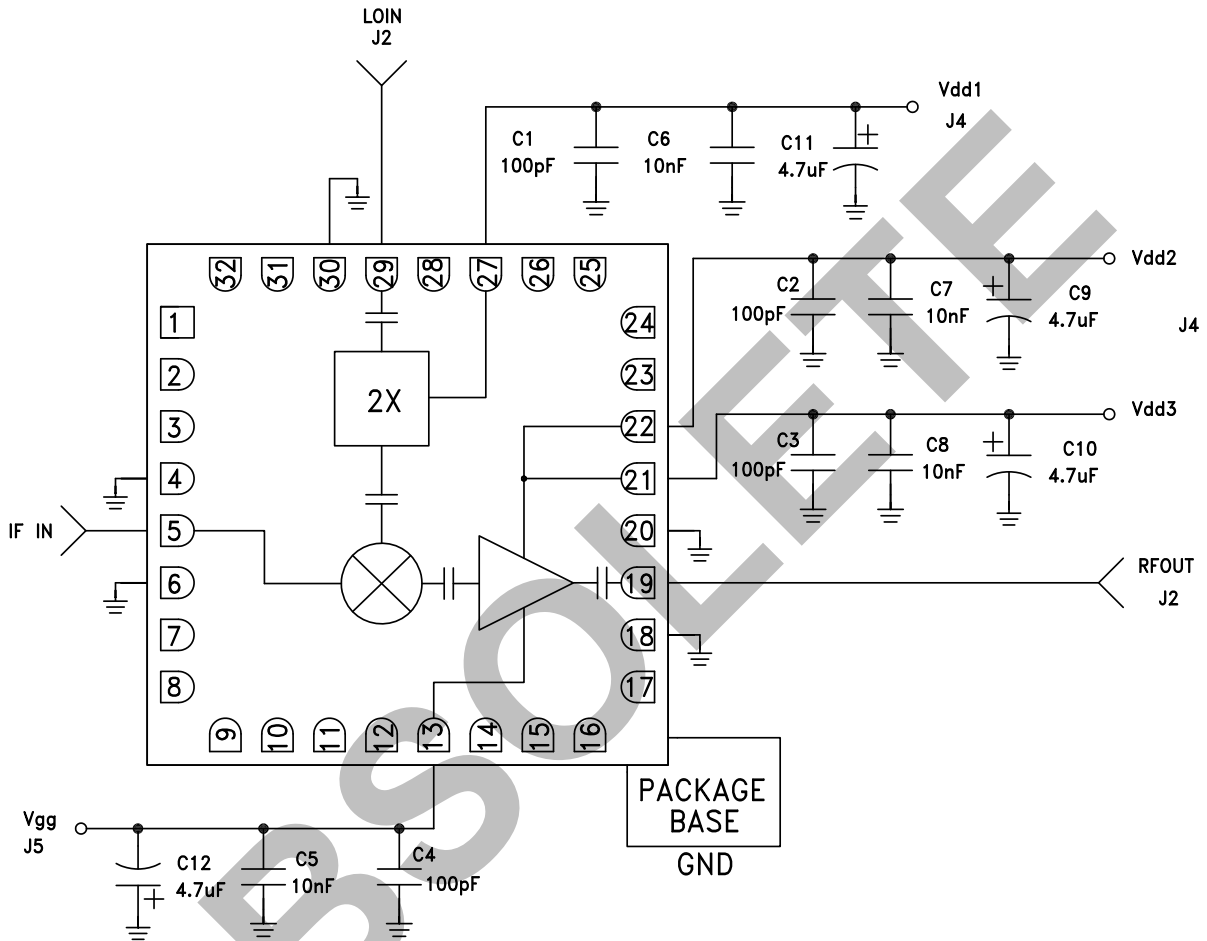 LOIN
J2
Vdd1
J4
C1
100pF
C6
10nF
C11
4.7uF
+
32
31
30
29
28
27
26
25
Vdd2
J4
C2
100pF
C7
10nF
+
C9
4.7uF
1
2
3
4
5
6
7
8
24
23
22
21
20
19
18
17
2X
Vdd3
C3
100pF
C8
10nF
+
C10
4.7uF
IF IN
RFOUT
J2
9
10
11
12
13
14
15
16
PACKAGE
BASE
GND
Vgg
J5
C12
4.7uF
+
C5
10nF
C4
100pF
BSOLETE